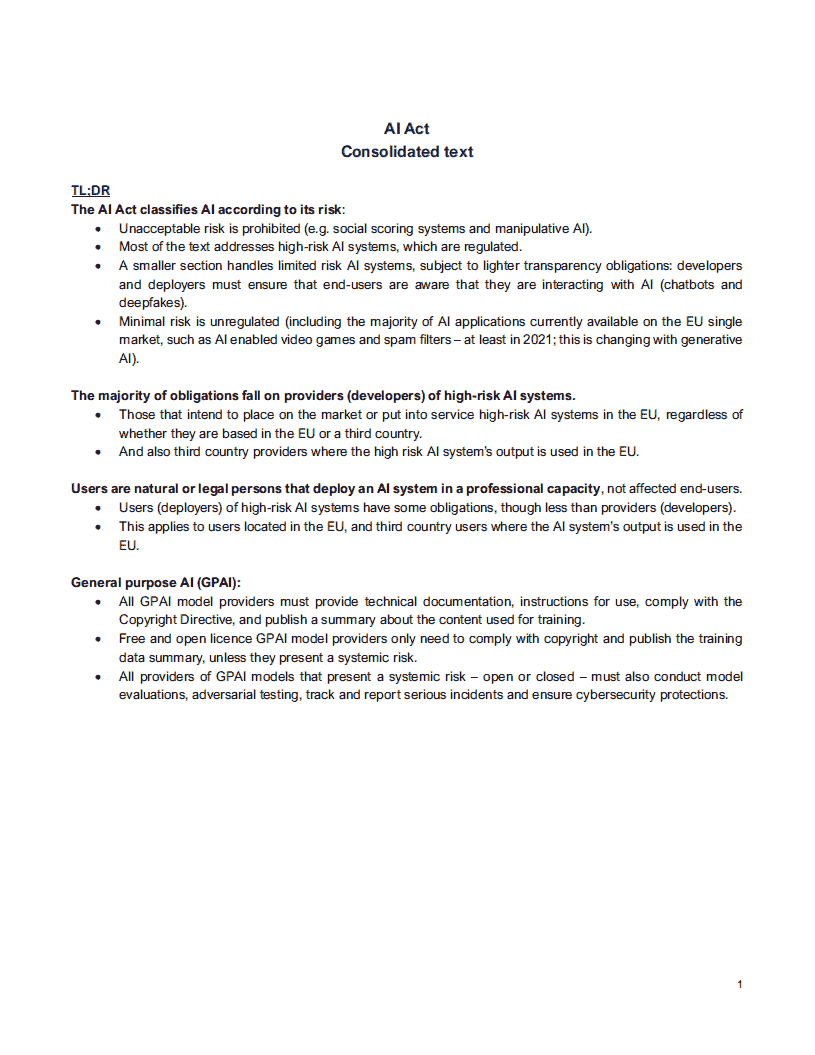 AI Act
Consolidated text
TL;DR
The AI Act classifies AI according to its risk:
• Unacceptable risk is prohibited (e.g. social scoring systems and manipulative AI).
• Most of the text addresses high-risk AI systems, which are regulated.
• A smaller section handles limited risk AI systems, subject to lighter transparency obligations: developers
and deployers must ensure that end-users are aware that they are interacting with AI (chatbots and
deepfakes).
• Minimal risk is unregulated (including the majority of AI applications currently available on the EU single
market, such as AI enabled video games and spam filters – at least in 2021; this is changing with generative
AI).
The majority of obligations fall on providers (developers) of high-risk AI systems.
• Those that intend to place on the market or put into service high-risk AI systems in the EU, regardless of
whether they are based in the EU or a third country.
• And also third country providers where the high risk AI system’s output is used in the EU.
Users are natural or legal persons that deploy an AI system in a professional capacity, not affected end-users.
• Users (deployers) of high-risk AI systems have some obligations, though less than providers (developers).
• This applies to users located in the EU, and third country users where the AI system’s output is used in the
EU.
General purpose AI (GPAI):
• All GPAI model providers must provide technical documentation, instructions for use, comply with the
Copyright Directive, and publish a summary about the content used for training.
• Free and open licence GPAI model providers only need to comply with copyright and publish the training
data summary, unless they present a systemic risk.
• All providers of GPAI models that present a systemic risk – open or closed – must also conduct model
evaluations, adversarial testing, track and report serious incidents and ensure cybersecurity protections.
1